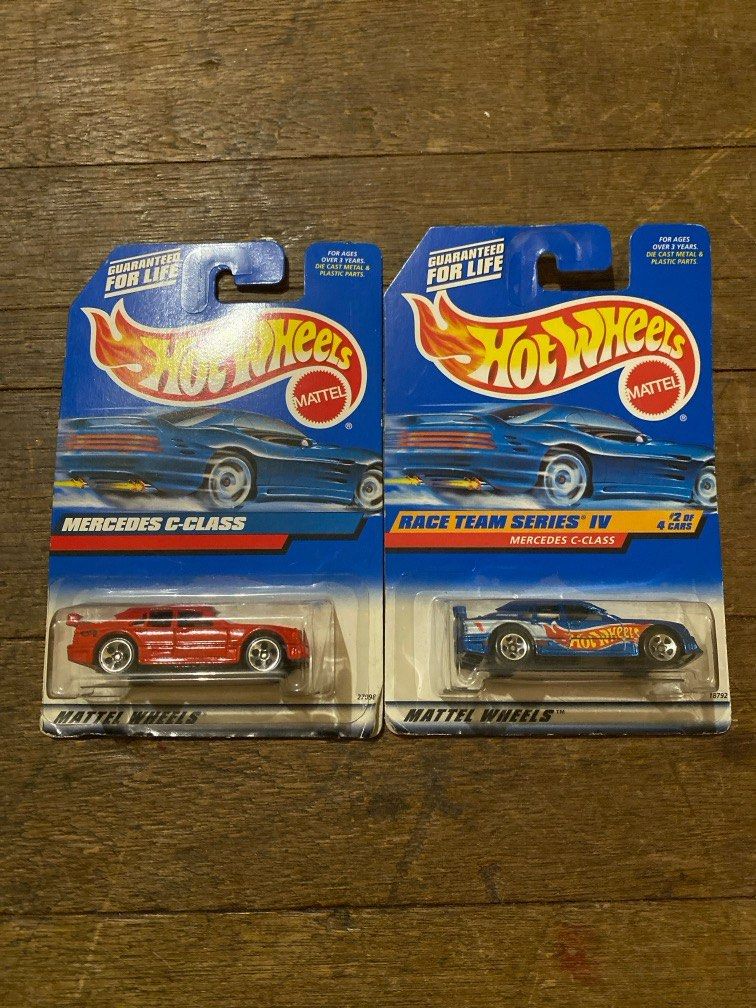 GUARANTEED
FOR LIFE
FOR AGES
OVER 3 YEARS.
DIE CAST METAL &
PLASTIC PARTS.
HOT WHEELS
MATTEL
®
MERCEDES C-CLASS
MATTEL WHEELS
GUARANTEED
FOR LIFE
FOR AGES
OVER 3 YEARS.
DIE CAST METAL &
PLASTIC PARTS.
HOT WHEELS
MATTEL
®
RACE TEAM SERIES® IV
#2 OF
4 CARS
MERCEDES C-CLASS
HOT WHEELS
18792
MATTEL WHEELS™